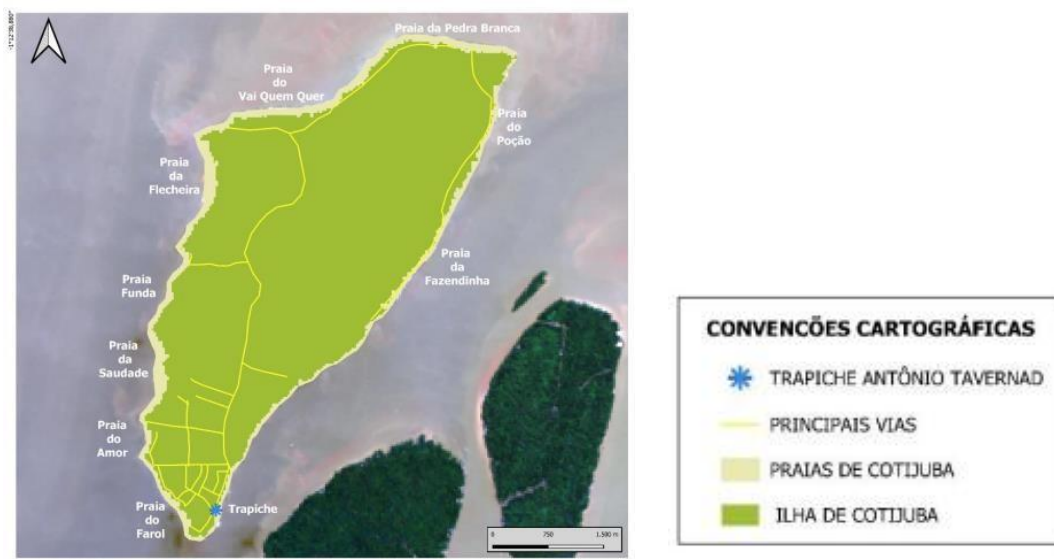 Praia da Pedra Branca
Praia
do
Vai Quem Quer
Praia
do
Poção
Praia
da
Flecheira
Praia
da
Fazendinha
Praia
Funda
Praia
da
Saudade
Praia
do
Amor
Praia
do
Farol
Trapiche
0 750 1.500 m
CONVENCÕES CARTOGRÁFICAS
TRAPICHE ANTÔNIO TAVERNAD
PRINCIPAIS VIAS
PRAIAS DE COTIJUBA
ILHA DE COTIJUBA